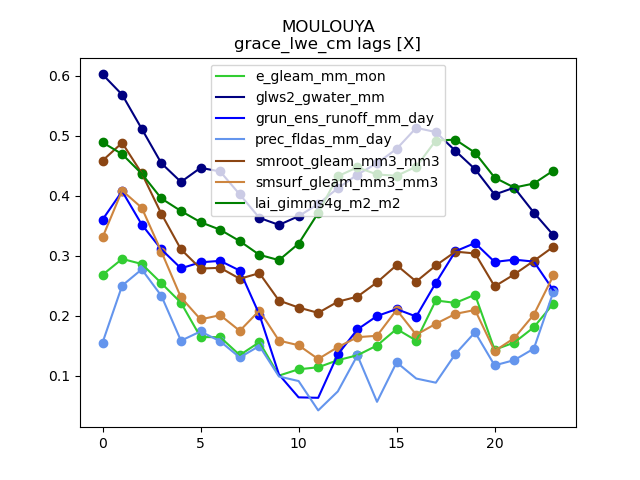 MOULOUYA
grace_lwe_cm lags [X]
e_gleam_mm_mon
glws2_gwater_mm
grun_ens_runoff_mm_day
prec_fldas_mm_day
smroot_gleam_mm3_mm3
smsurf_gleam_mm3_mm3
lai_gimms4g_m2_m2
0.6
0.5
0.4
0.3
0.2
0.1
0 5 10 15 20